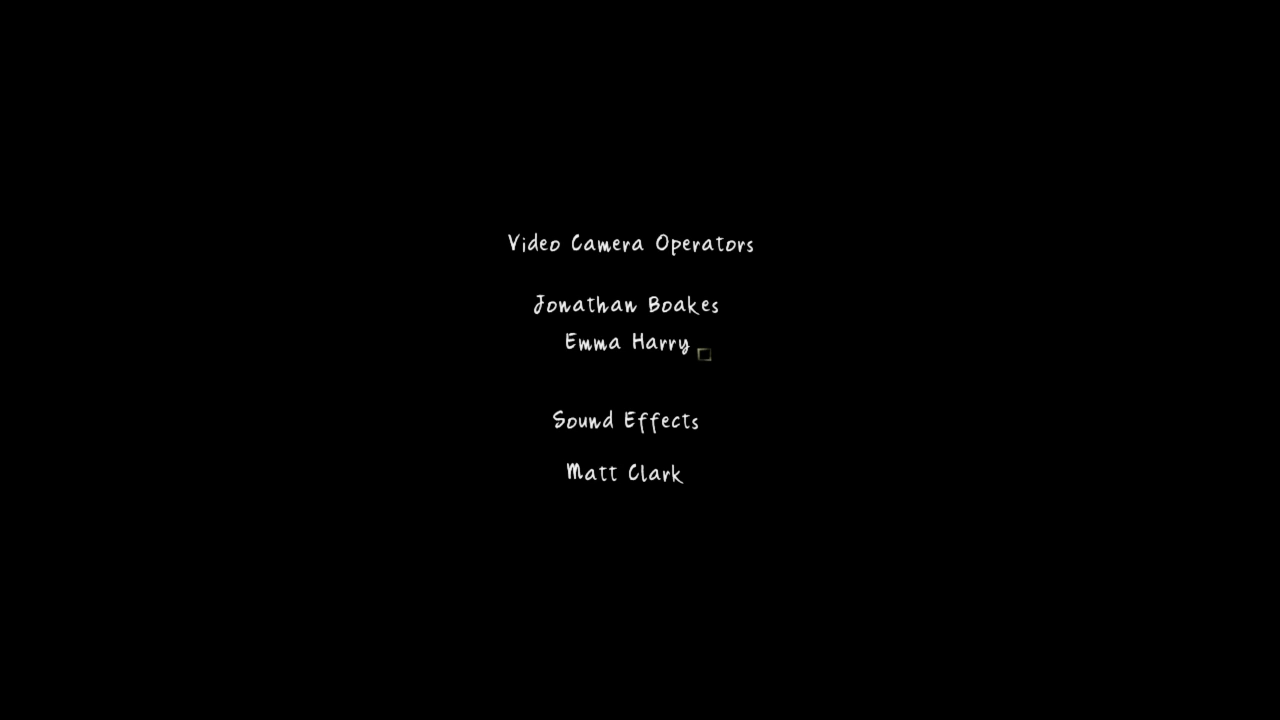 Video Camera Operators
Jonathan Boakes
Emma Harry
Sound Effects
Matt Clark